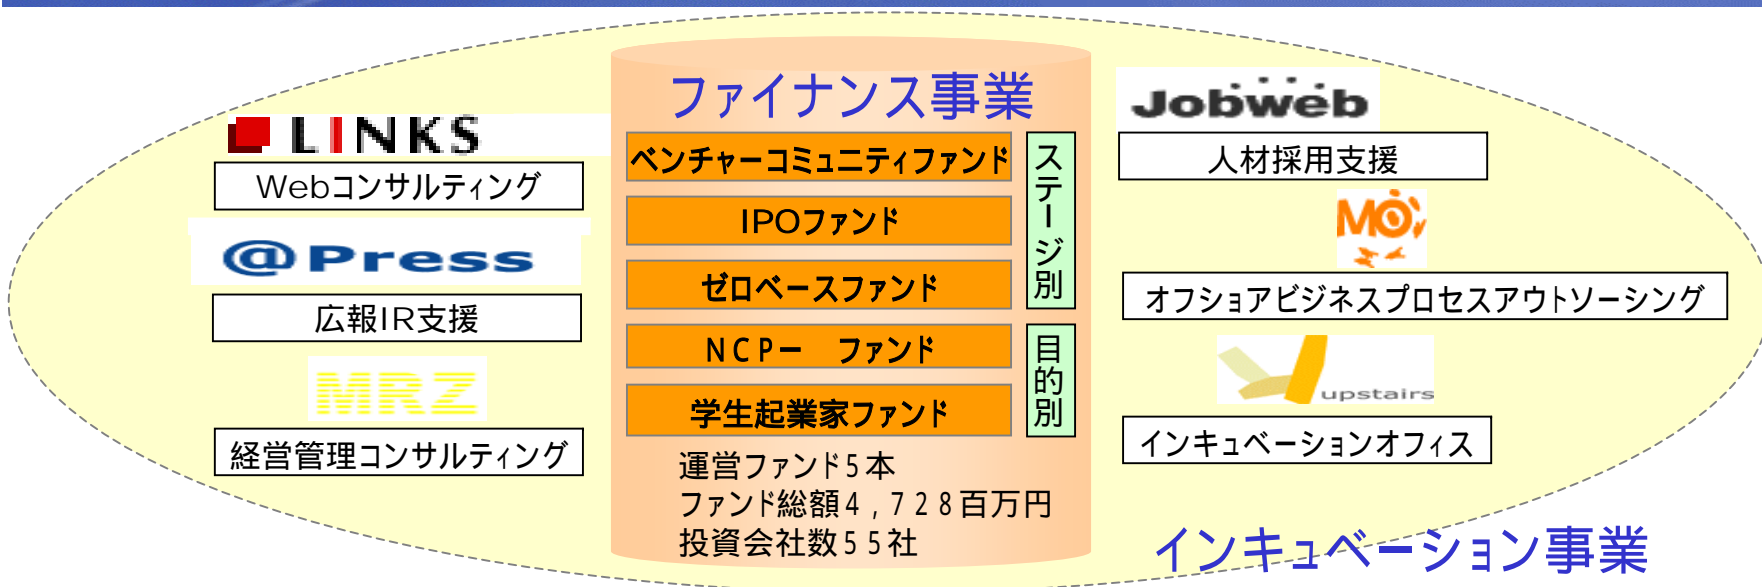 ファイナンス事業
LINKS
Webコンサルティング
@Press
広報IR支援
MRZ
経営管理コンサルティング
ベンチャーコミュニティファンド
IPOファンド
ゼロベースファンド
ステージ別
NCPー　ファンド
学生起業家ファンド
目的別
運営ファンド5本
ファンド総額4,728百万円
投資会社数55社
Jobweb
人材採用支援
MO
オフショアビジネスプロセスアウトソーシング
upstairs
インキュベーションオフィス
インキュベーション事業